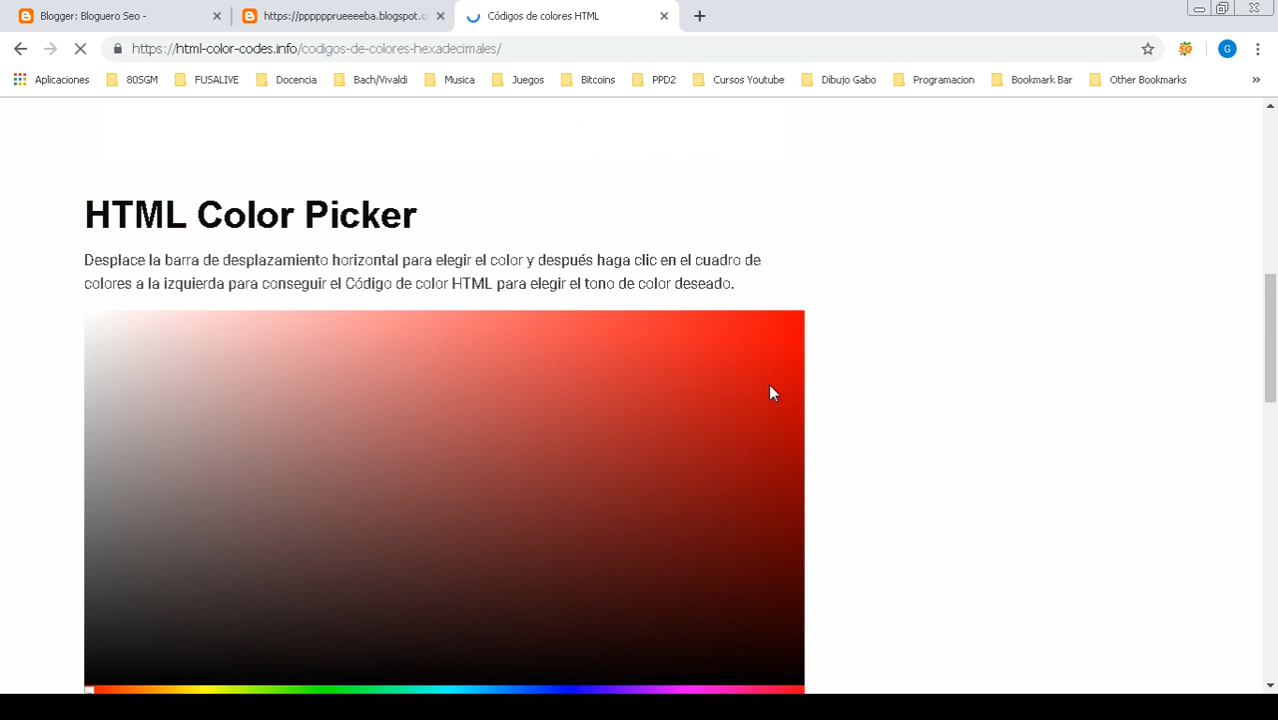 Blogger: Bloguero Seo -
https://pppppprueeeeba.blogspot.c
Códigos de colores HTML
https://html-color-codes.info/codigos-de-colores-hexadecimales/
G
Aplicaciones
80SGM
FUSALIVE
Docencia
Bach/Vivaldi
Musica
Juegos
Bitcoins
PPD2
Cursos Youtube
Dibujo Gabo
Programacion
Bookmark Bar
Other Bookmarks
HTML Color Picker
Desplace la barra de desplazamiento horizontal para elegir el color y después haga clic en el cuadro de
colores a la izquierda para conseguir el Código de color HTML para elegir el tono de color deseado.